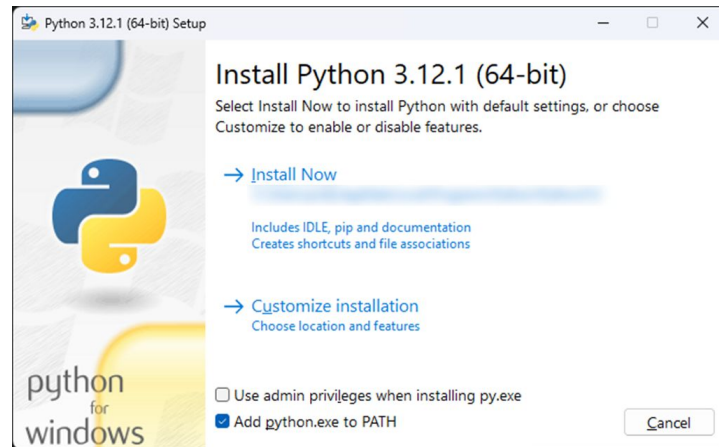 Python 3.12.1 (64-bit) Setup
Install Python 3.12.1 (64-bit)
Select Install Now to install Python with default settings, or choose
Customize to enable or disable features.
Install Now
Includes IDLE, pip and documentation
Creates shortcuts and file associations
Customize installation
Choose location and features
python
for
windows
Use admin privileges when installing py.exe
Add python.exe to PATH
Cancel